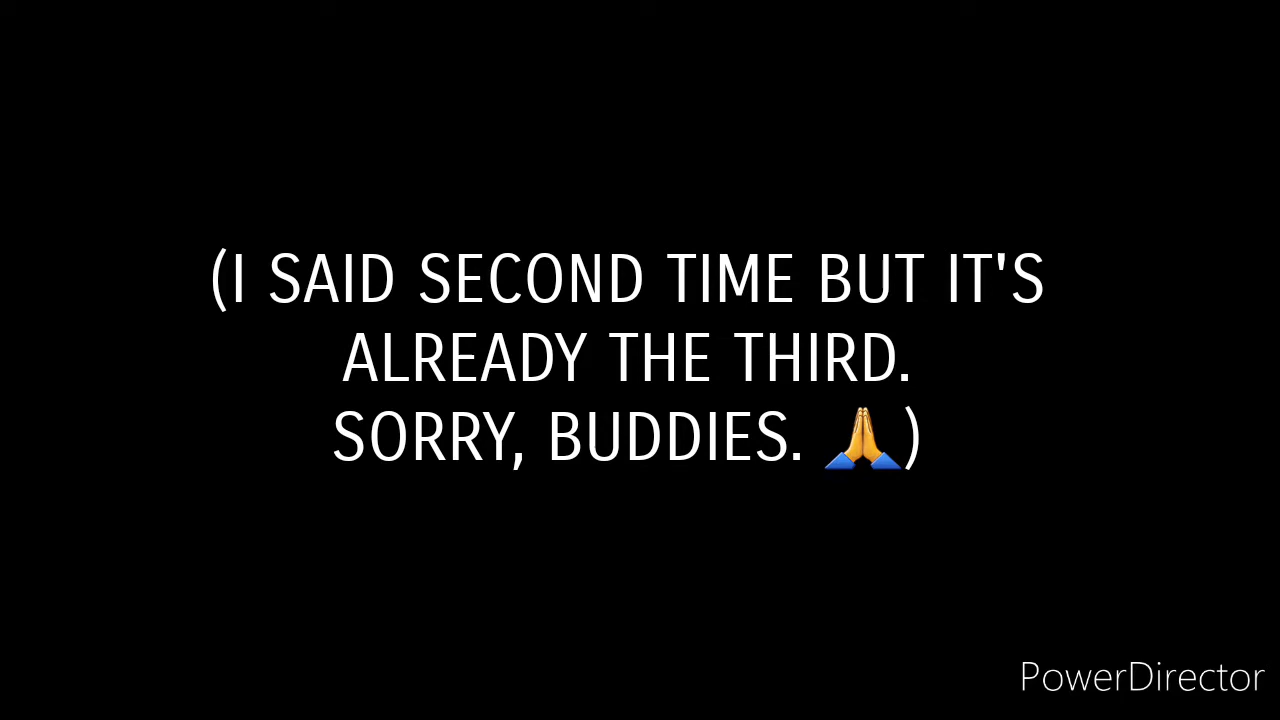 (I SAID SECOND TIME BUT IT'S
ALREADY THE THIRD.
SORRY, BUDDIES. 🙏)
PowerDirector